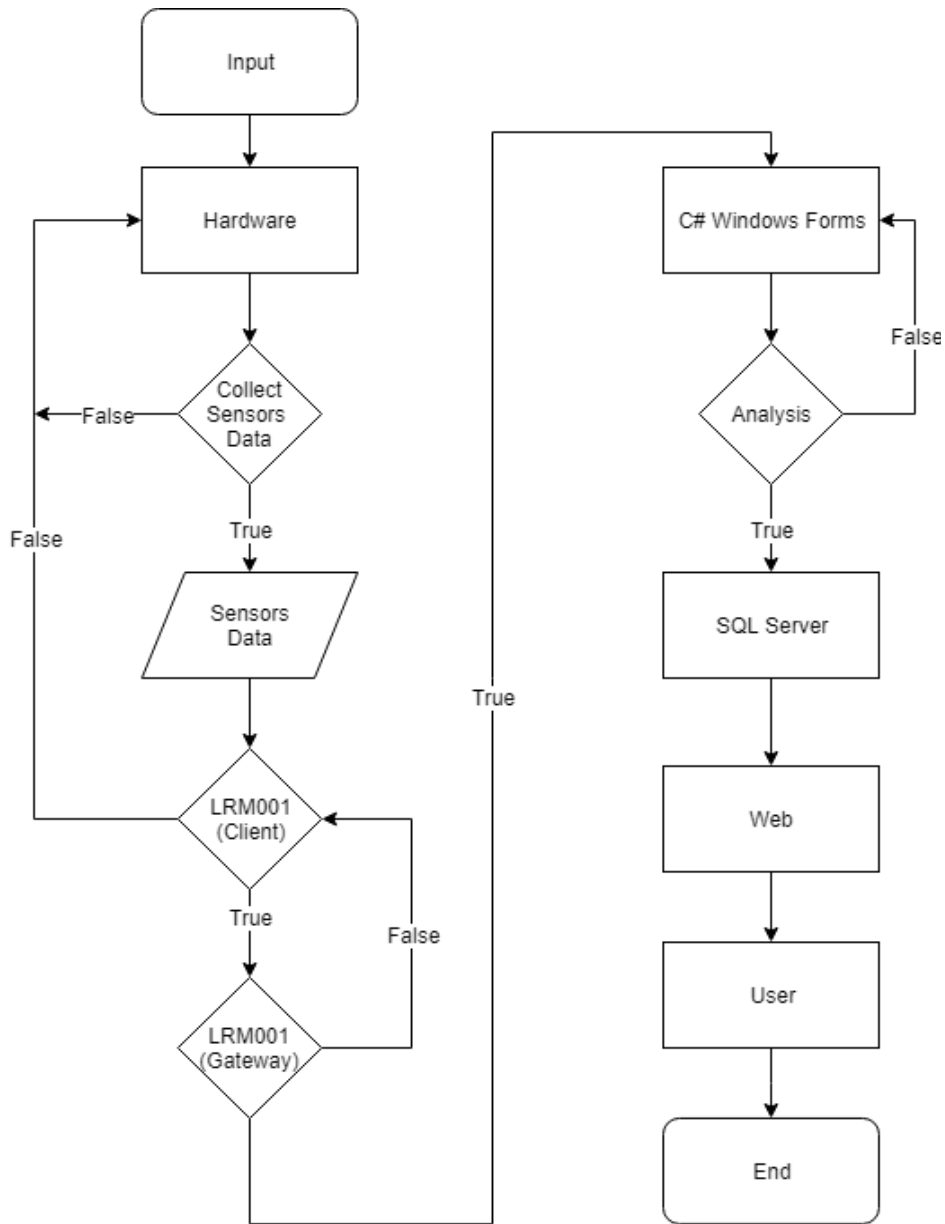 Input
Hardware
Collect
Sensors
Data
False
True
False
Sensors
Data
LRM001
(Client)
True
False
LRM001
(Gateway)
True
C# Windows Forms
False
Analysis
True
SQL Server
Web
User
End